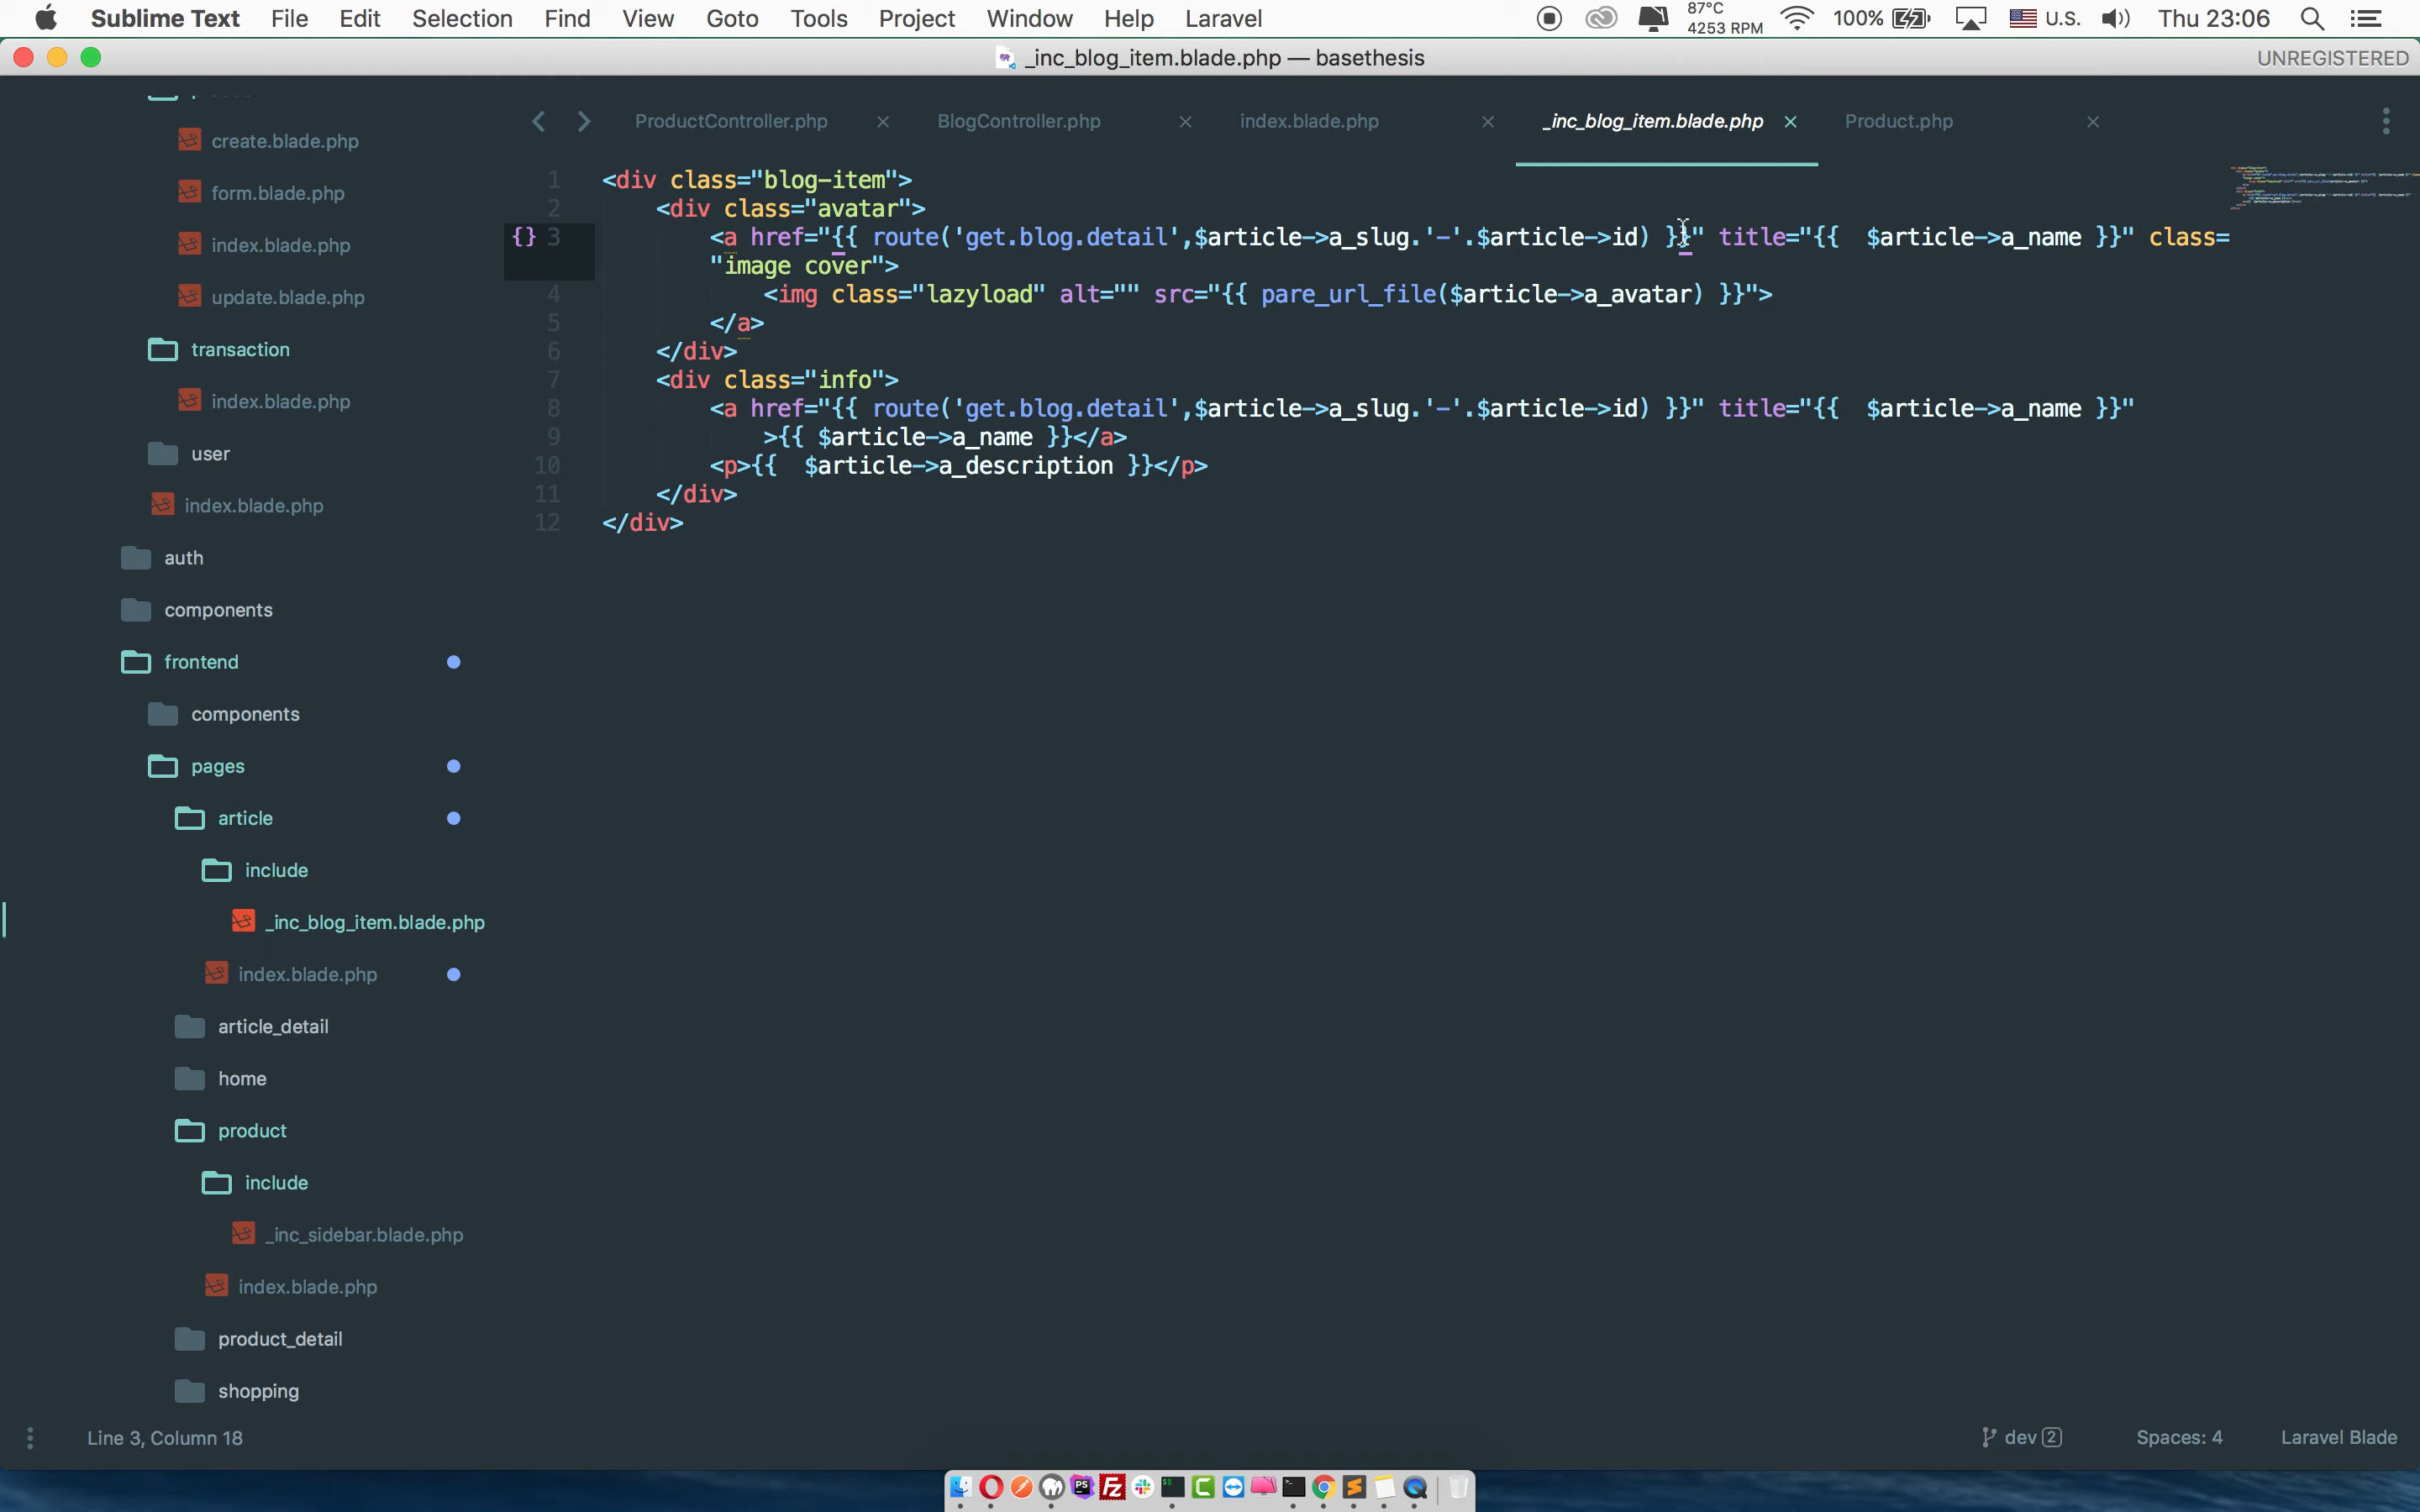 Sublime Text File Edit Selection Find View Goto Tools Project Window Help Laravel 87°C 4253 RPM 100% U.S. Thu 23:06
_inc_blog_item.blade.php — basethesis UNREGISTERED
ProductController.php BlogController.php index.blade.php _inc_blog_item.blade.php Product.php
create.blade.php
form.blade.php
index.blade.php
update.blade.php
transaction
index.blade.php
user
index.blade.php
auth
components
frontend
components
pages
article
include
_inc_blog_item.blade.php
index.blade.php
article_detail
home
product
include
_inc_sidebar.blade.php
index.blade.php
product_detail
shopping
1 <div class="blog-item">
2 <div class="avatar">
{} 3 <a href="{{ route('get.blog.detail',$article->a_slug.'-'.$article->id) }}" title="{{  $article->a_name }}" class=
"image cover">
4 <img class="lazyload" alt="" src="{{ pare_url_file($article->a_avatar) }}">
5 </a>
6 </div>
7 <div class="info">
8 <a href="{{ route('get.blog.detail',$article->a_slug.'-'.$article->id) }}" title="{{  $article->a_name }}"
9 >{{ $article->a_name }}</a>
10 <p>{{  $article->a_description }}</p>
11 </div>
12 </div>
Line 3, Column 18 dev 2 Spaces: 4 Laravel Blade